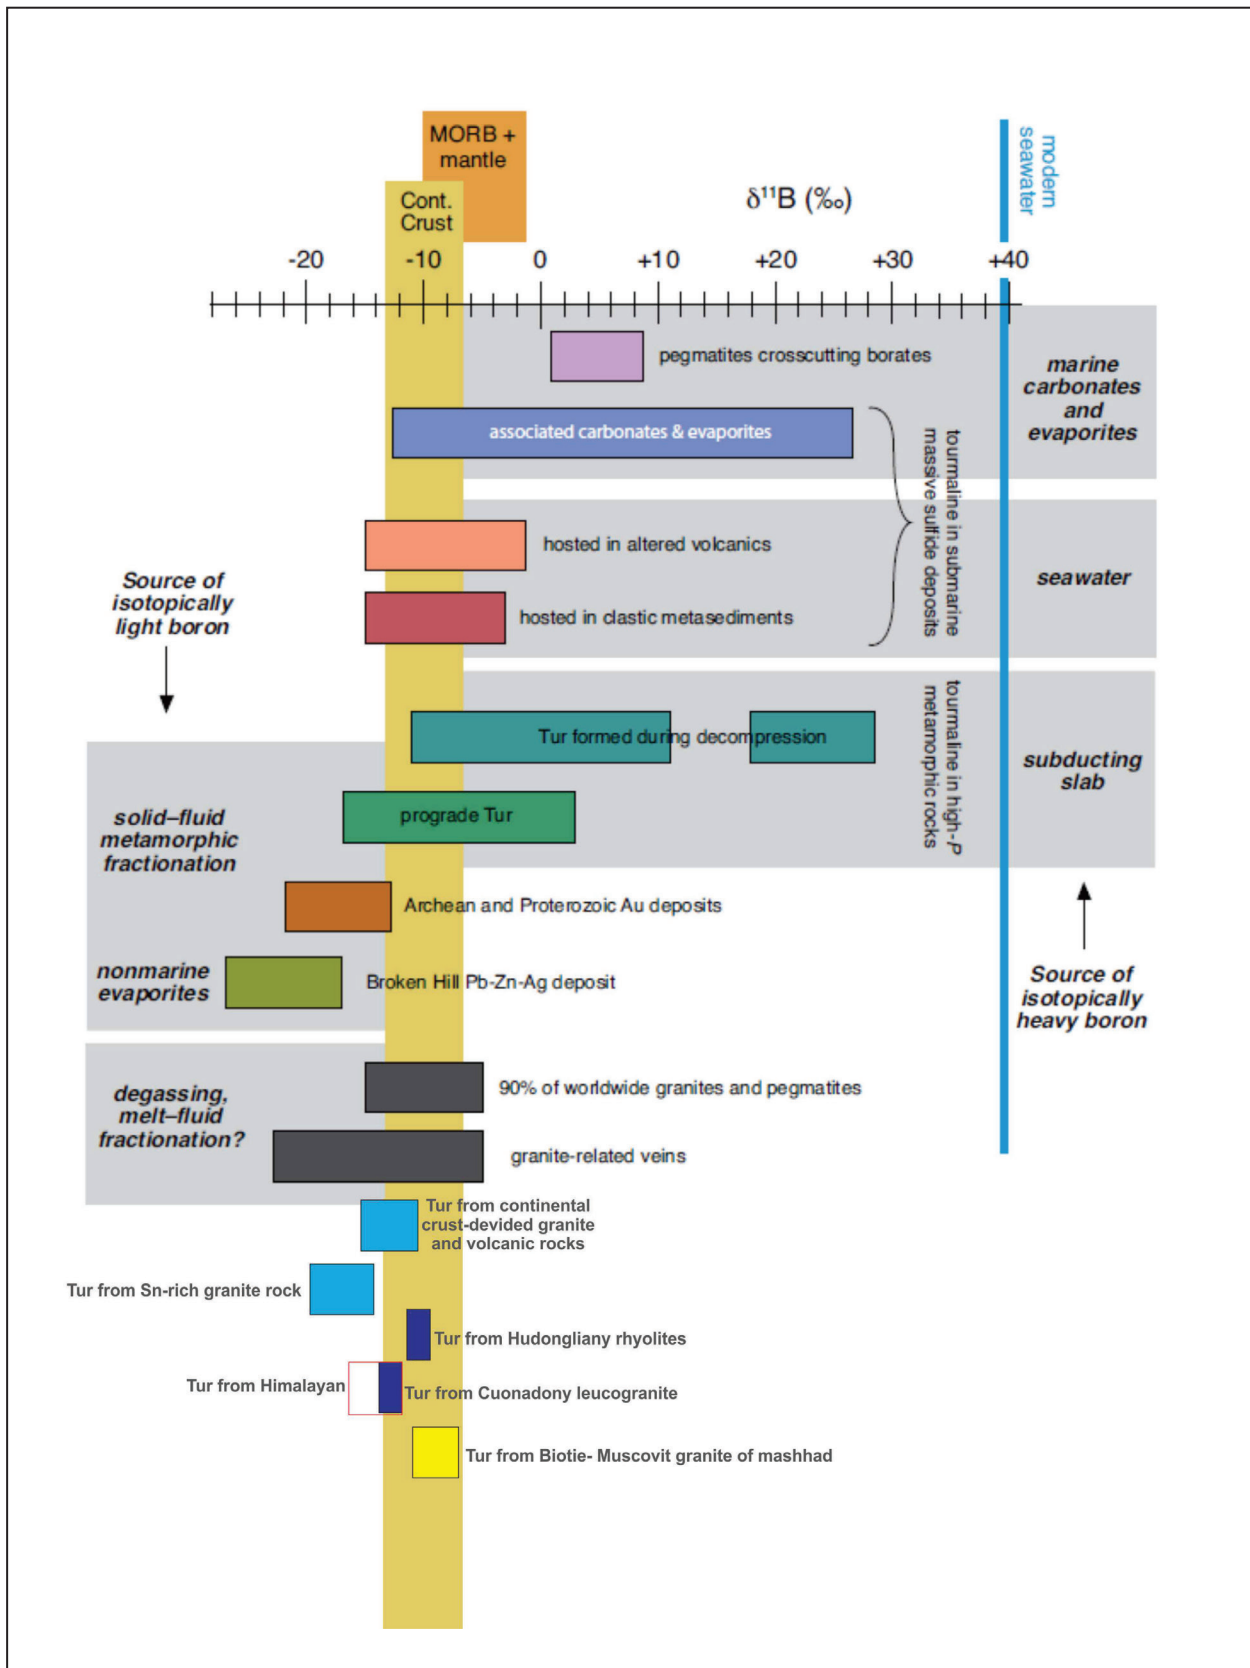 MORB +
mantle
Cont.
Crust
δ¹¹B (‰)
modern
seawater
-20
-10
0
+10
+20
+30
+40
pegmatites crosscutting borates
marine
carbonates
and
evaporites
associated carbonates & evaporites
tourmaline in submarine
massive sulfide deposits
hosted in altered volcanics
seawater
hosted in clastic metasediments
Source of
isotopically
light boron
Tur formed during decompression
tourmaline in high-P
metamorphic rocks
subducting
slab
solid–fluid
metamorphic
fractionation
prograde Tur
Archean and Proterozoic Au deposits
nonmarine
evaporites
Broken Hill Pb-Zn-Ag deposit
Source of
isotopically
heavy boron
degassing,
melt–fluid
fractionation?
90% of worldwide granites and pegmatites
granite-related veins
Tur from continental
crust-devided granite
and volcanic rocks
Tur from Sn-rich granite rock
Tur from Hudongliany rhyolites
Tur from Himalayan
Tur from Cuonadony leucogranite
Tur from Biotie- Muscovit granite of mashhad